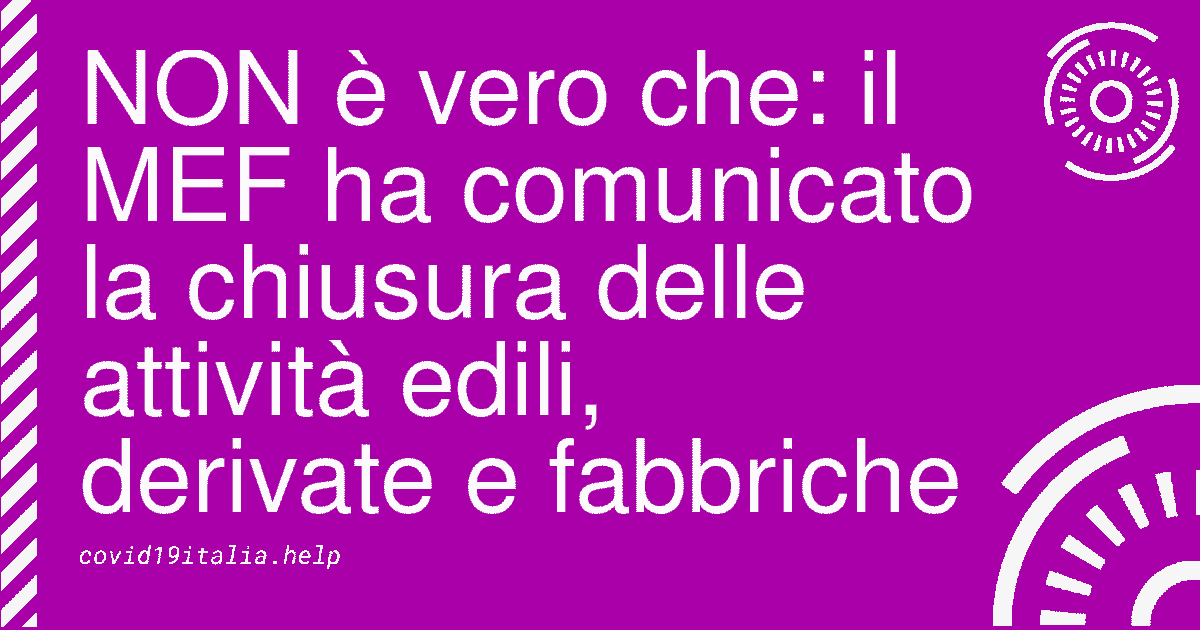 NON è vero che: il
MEF ha comunicato
la chiusura delle
attività edili,
derivate e fabbriche
covid19italia.help